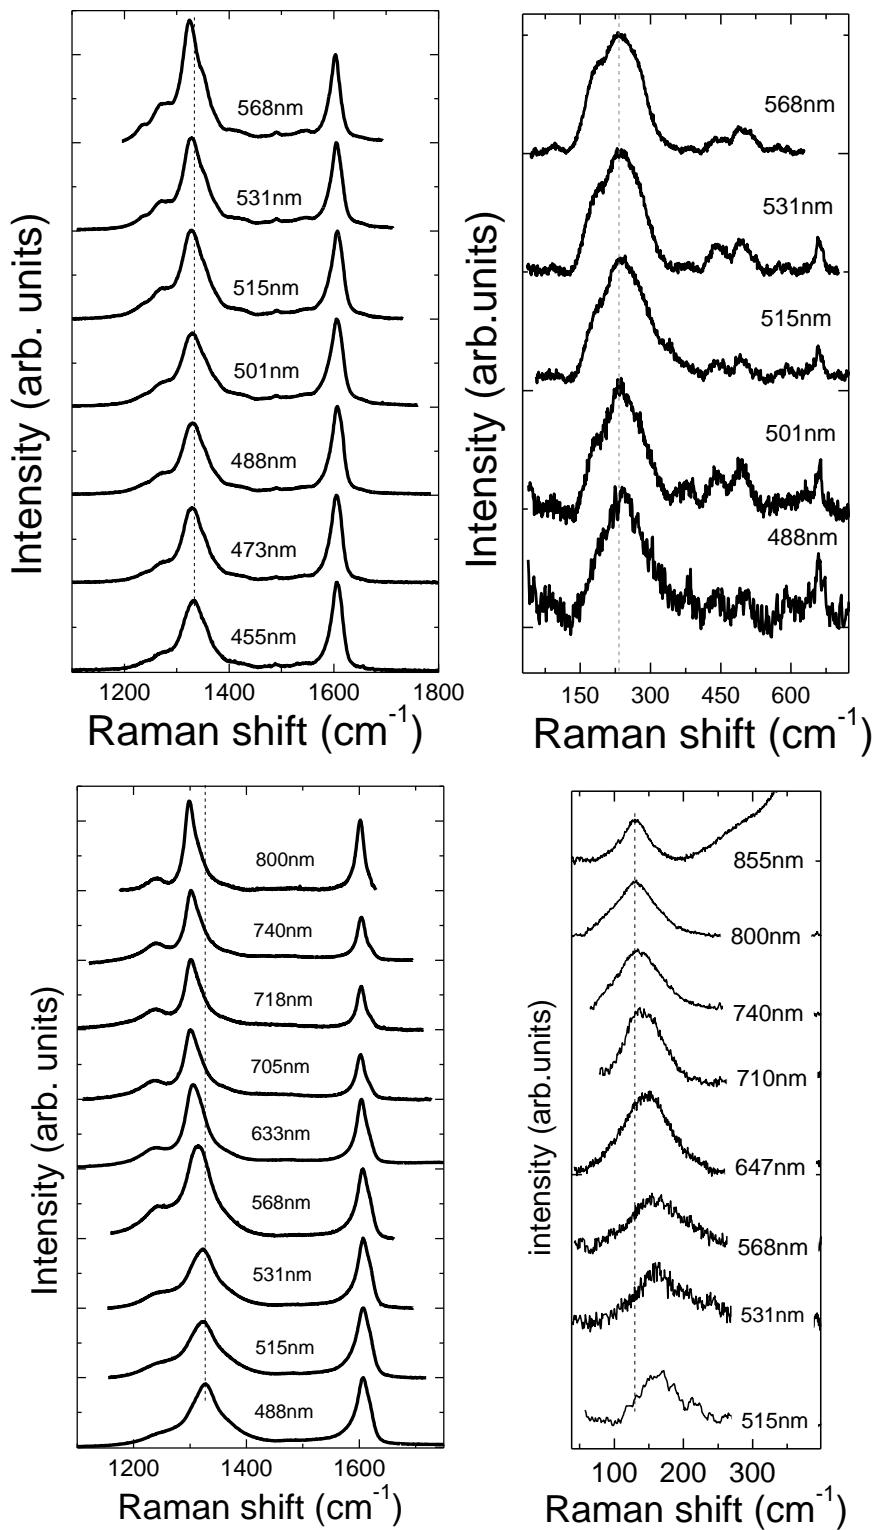 Intensity (arb. units)
568nm
531nm
515nm
501nm
488nm
473nm
455nm
1200 1400 1600 1800
Raman shift (cm-1)
Intensity (arb.units)
568nm
531nm
515nm
501nm
488nm
150 300 450 600
Raman shift (cm-1)
Intensity (arb. units)
800nm
740nm
718nm
705nm
633nm
568nm
531nm
515nm
488nm
1200 1400 1600
Raman shift (cm-1)
intensity (arb.units)
855nm
800nm
740nm
710nm
647nm
568nm
531nm
515nm
100 200 300
Raman shift (cm-1)